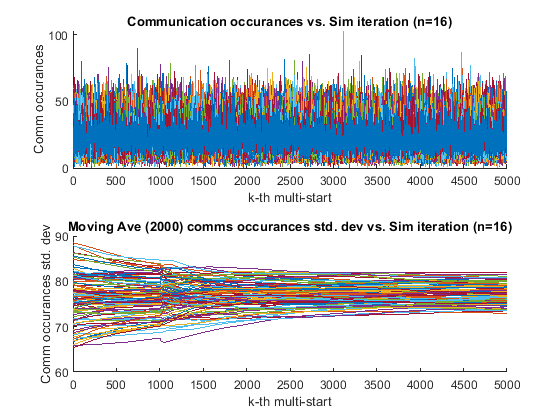 Communication occurances vs. Sim iteration (n=16)
Comm occurances
100
50
0
0 500 1000 1500 2000 2500 3000 3500 4000 4500 5000
k-th multi-start
Moving Ave (2000) comms occurances std. dev vs. Sim iteration (n=16)
Comm occurances std. dev
90
80
70
60
0 500 1000 1500 2000 2500 3000 3500 4000 4500 5000
k-th multi-start